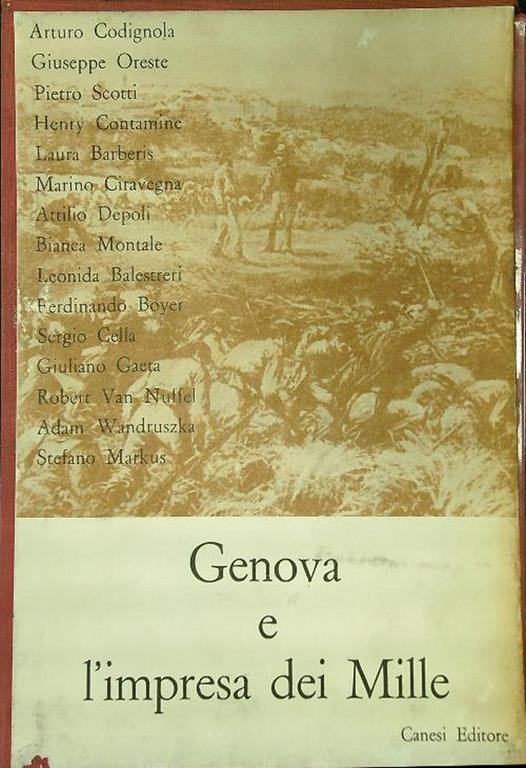 Arturo Codignola
Giuseppe Oreste
Pietro Scotti
Henry Contamine
Laura Barberis
Marino Ciravegna
Attilio Depoli
Bianca Montale
Leonida Balestreri
Ferdinando Boyer
Sergio Cella
Giuliano Gaeta
Robert Van Nuffel
Adam Wandruszka
Stefano Markus
Genova
e
l'impresa dei Mille
Canesi Editore